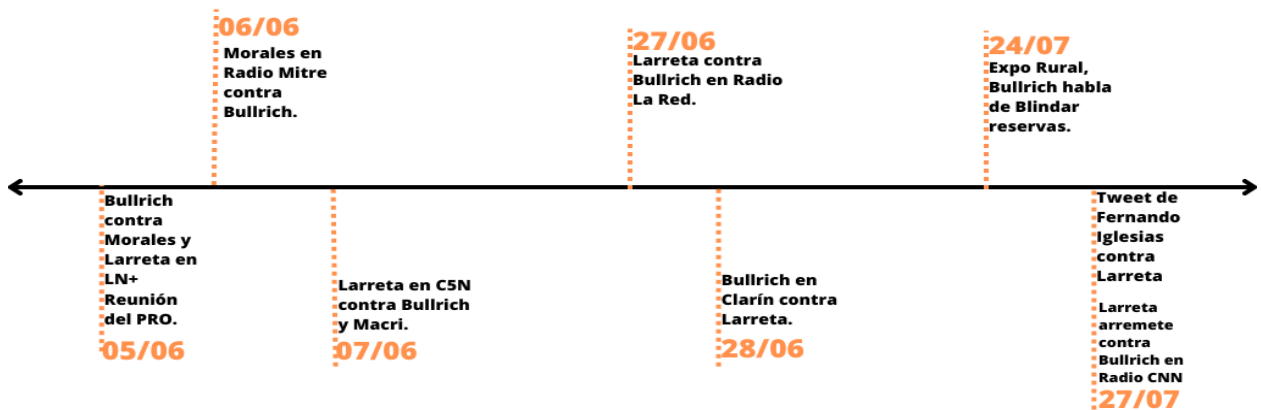 06/06
Morales en
Radio Mitre
contra
Bullrich.
27/06
Larreta contra
Bullrich en Radio
La Red.
24/07
Expo Rural,
Bullrich habla
de Blindar
reservas.
Bullrich
contra
Morales y
Larreta en
LN+
Reunión
del PRO.
05/06
Larreta en C5N
contra Bullrich
y Macri.
07/06
Bullrich en
Clarín contra
Larreta.
28/06
Tweet de
Fernando
Iglesias
contra
Larreta
Larreta
arremete
contra
Bullrich en
Radio CNN
27/07